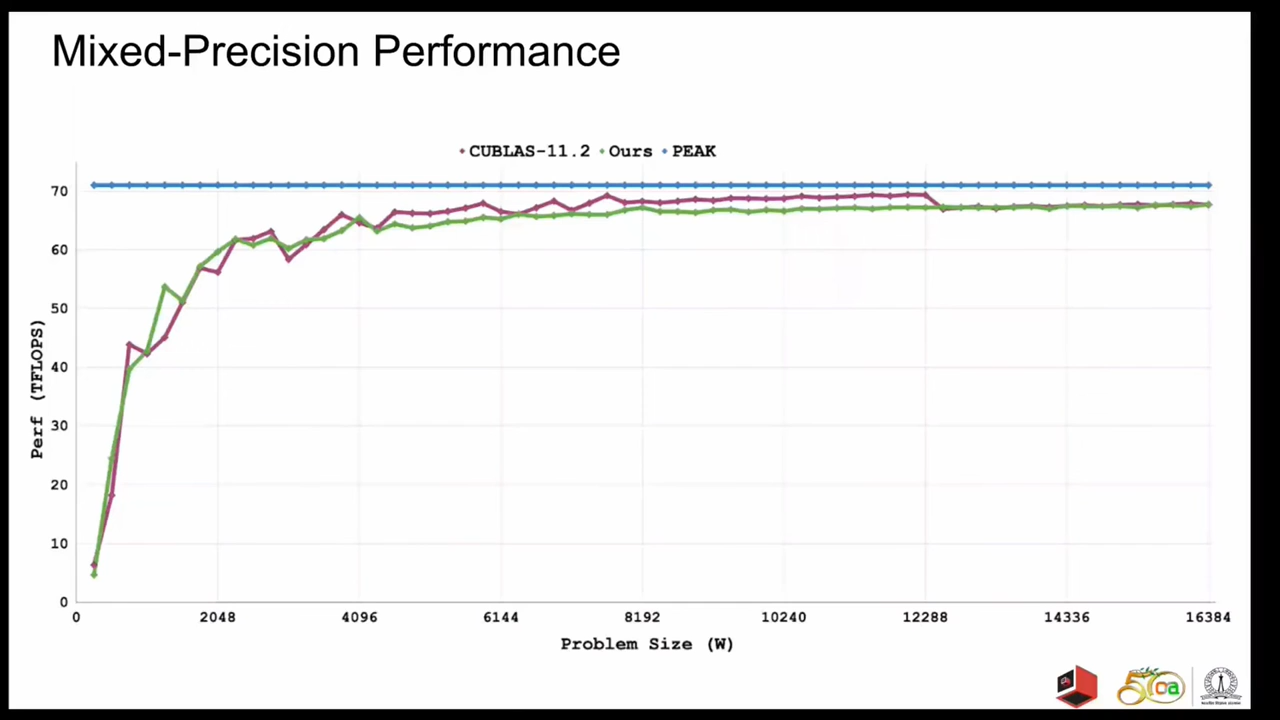 Mixed-Precision Performance
CUBLAS-11.2 Ours PEAK
70
60
50
40
30
20
10
0
Perf (TFLOPS)
0 2048 4096 6144 8192 10240 12288 14336 16384
Problem Size (W)